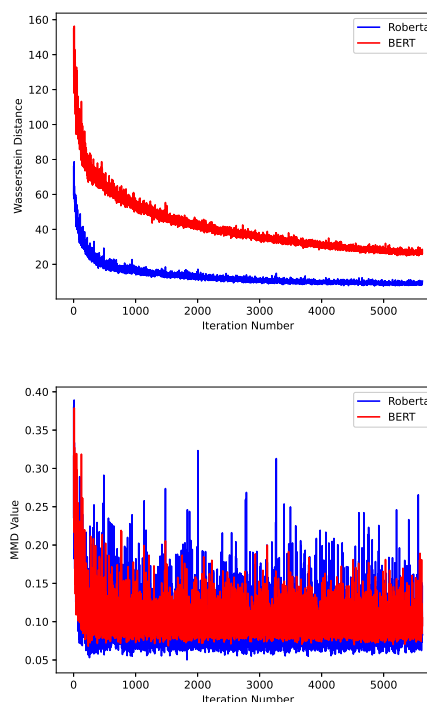 160
140
120
100
80
60
40
20
Wasserstein Distance
Roberta
BERT
0 1000 2000 3000 4000 5000
Iteration Number
0.40
0.35
0.30
0.25
0.20
0.15
0.10
0.05
MMD Value
Roberta
BERT
0 1000 2000 3000 4000 5000
Iteration Number